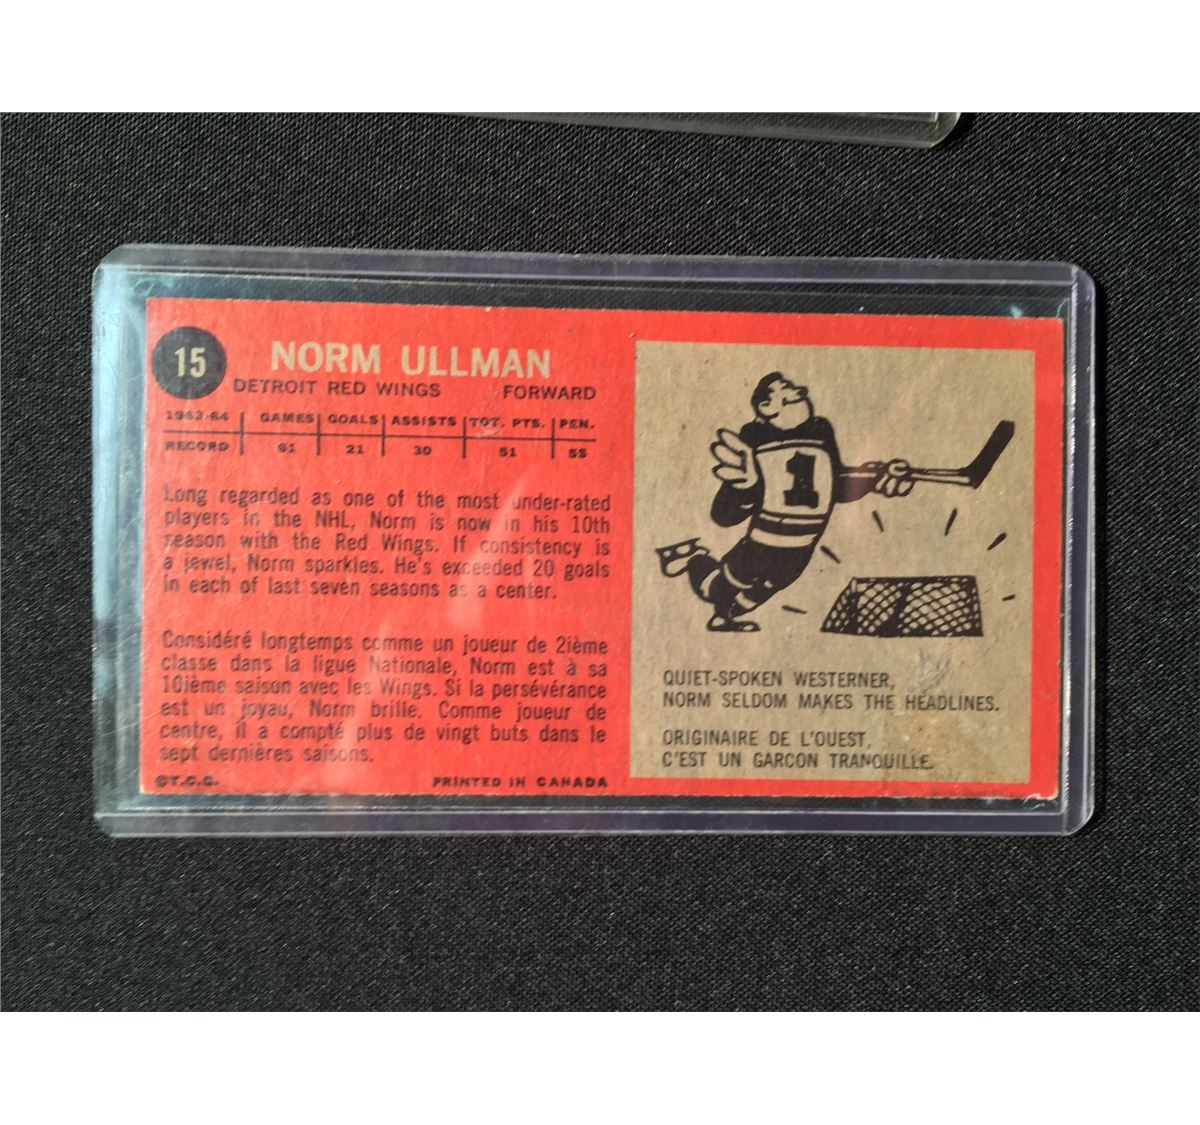 15
NORM ULLMAN
DETROIT RED WINGS FORWARD
1963-64 GAMES GOALS ASSISTS TOT. PTS. PEN.
RECORD 61 21 30 51 55
Long regarded as one of the most under-rated
players in the NHL, Norm is now in his 10th
season with the Red Wings. If consistency is
a jewel, Norm sparkles. He's exceeded 20 goals
in each of last seven seasons as a center.
Considéré longtemps comme un joueur de 2ième
classe dans la ligue Nationale, Norm est à sa
10ième saison avec les Wings. Si la persévérance
est un joyau, Norm brille. Comme joueur de
centre, il a compté plus de vingt buts dans le
sept dernières saisons.
©T.C.G. PRINTED IN CANADA
1
QUIET-SPOKEN WESTERNER,
NORM SELDOM MAKES THE HEADLINES.
ORIGINAIRE DE L'OUEST,
C'EST UN GARCON TRANQUILLE.